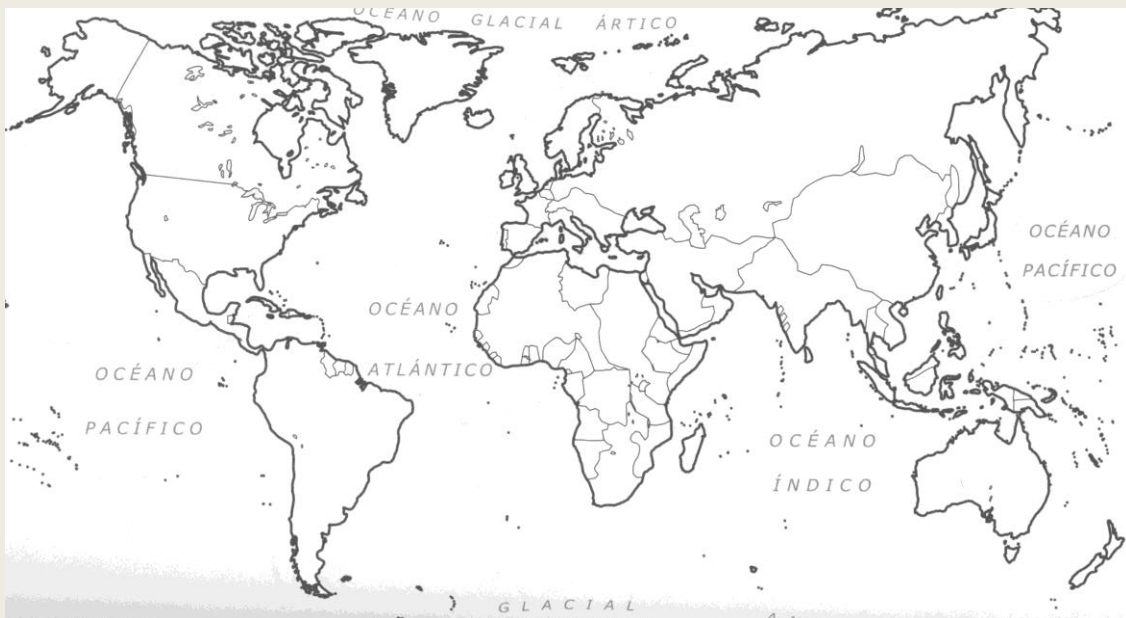 OCÉANO GLACIAL ÁRTICO
OCÉANO
PACÍFICO
OCÉANO
ATLÁNTICO
OCÉANO
PACÍFICO
OCÉANO
ÍNDICO
GLACIAL